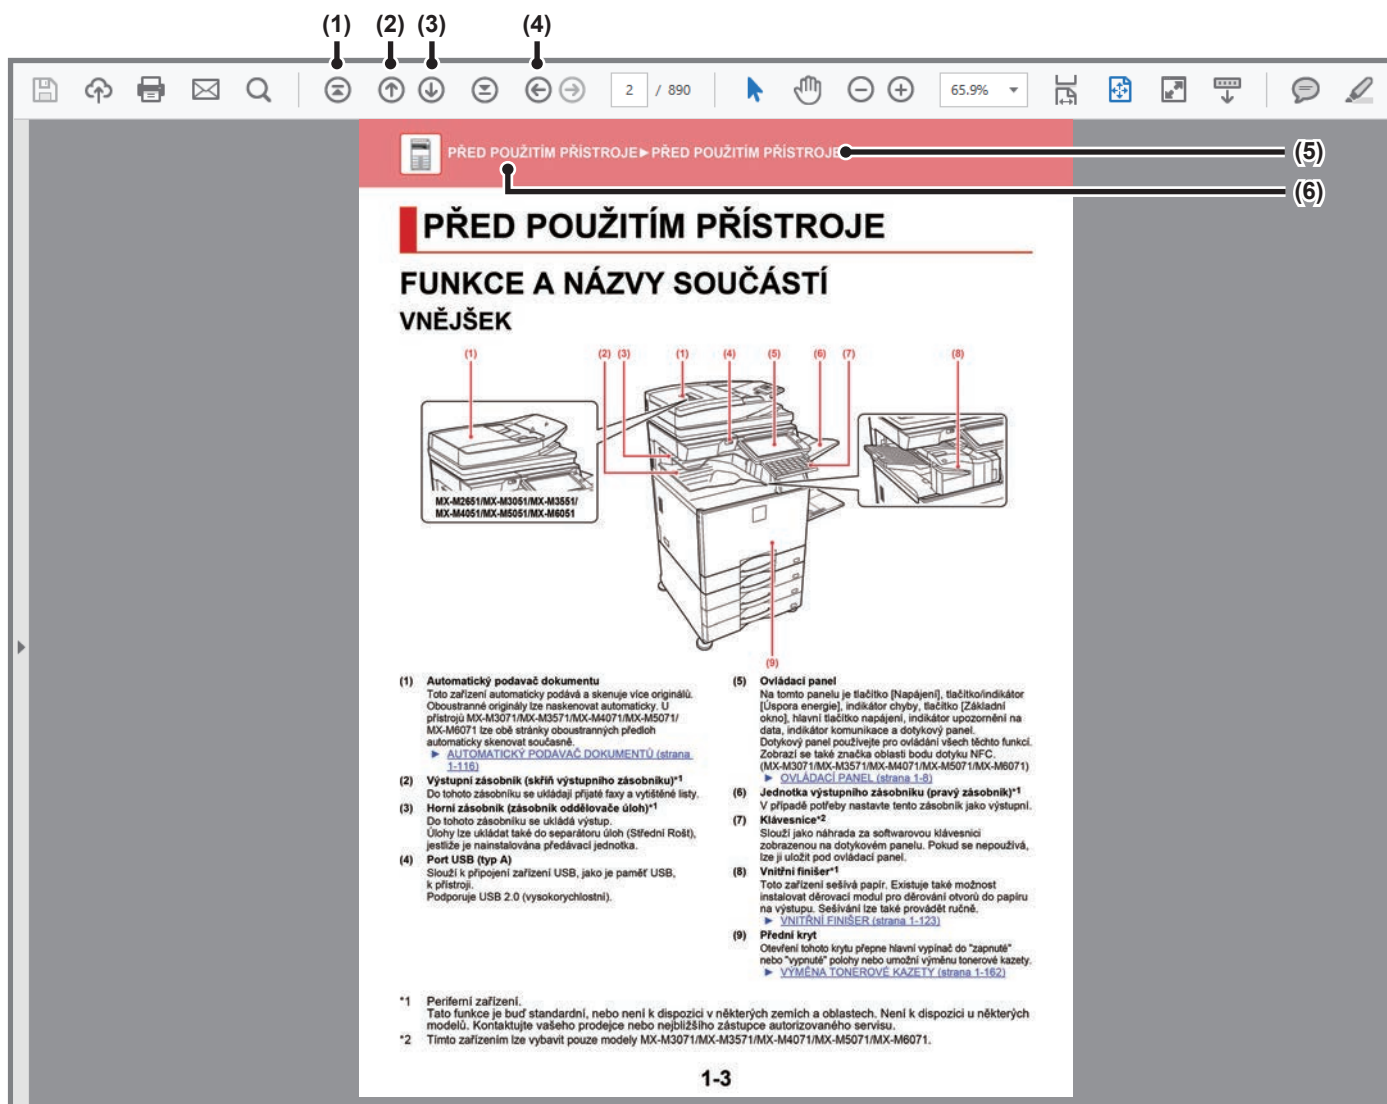 (1) (2) (3) (4)
2 / 890 65.9%
PŘED POUŽITÍM PŘÍSTROJE►PŘED POUŽITÍM PŘÍSTROJE
(5)
(6)
PŘED POUŽITÍM PŘÍSTROJE
FUNKCE A NÁZVY SOUČÁSTÍ
VNĚJŠEK
(1) (2) (3) (1) (4) (5) (6) (7) (8)
MX-M2651/MX-M3051/MX-M3551/
MX-M4051/MX-M5051/MX-M6051
(9)
(1) Automatický podavač dokumentu
Toto zařízení automaticky podává a skenuje více originálů.
Oboustranné originály lze naskenovat automaticky. U
přístrojů MX-M3071/MX-M3571/MX-M4071/MX-M5071/
MX-M6071 lze obě stránky oboustranných předloh
automaticky skenovat současně.
► AUTOMATICKÝ PODAVAČ DOKUMENTŮ (strana
1-116)
(2) Výstupní zásobník (skříň výstupního zásobníku)*1
Do tohoto zásobníku se ukládají přijaté faxy a vytištěné listy.
(3) Horní zásobník (zásobník oddělovače úloh)*1
Do tohoto zásobníku se ukládá výstup.
Úlohy lze ukládat také do separátoru úloh (Střední Rošt),
jestliže je nainstalována předávací jednotka.
(4) Port USB (typ A)
Slouží k připojení zařízení USB, jako je paměť USB,
k přístroji.
Podporuje USB 2.0 (vysokorychlostní).
(5) Ovládací panel
Na tomto panelu je tlačítko [Napájení], tlačítko/indikátor
[Úspora energie], indikátor chyby, tlačítko [Základní
okno], hlavní tlačítko napájení, indikátor upozornění na
data, indikátor komunikace a dotykový panel.
Dotykový panel používejte pro ovládání všech těchto funkcí.
Zobrazí se také značka oblasti bodu dotyku NFC.
(MX-M3071/MX-M3571/MX-M4071/MX-M5071/MX-M6071)
► OVLÁDACÍ PANEL (strana 1-8)
(6) Jednotka výstupního zásobníku (pravý zásobník)*1
V případě potřeby nastavte tento zásobník jako výstupní.
(7) Klávesnice*2
Slouží jako náhrada za softwarovou klávesnici
zobrazenou na dotykovém panelu. Pokud se nepoužívá,
lze ji uložit pod ovládací panel.
(8) Vnitřní finišer*1
Toto zařízení sešívá papír. Existuje také možnost
instalovat děrovací modul pro děrování otvorů do papíru
na výstupu. Sešívání lze také provádět ručně.
► VNITŘNÍ FINIŠER (strana 1-123)
(9) Přední kryt
Otevření tohoto krytu přepne hlavní vypínač do "zapnuté"
nebo "vypnuté" polohy nebo umožní výměnu tonerové kazety.
► VÝMĚNA TONEROVÉ KAZETY (strana 1-162)
*1 Periferní zařízení.
Tato funkce je buď standardní, nebo není k dispozici v některých zemích a oblastech. Není k dispozici u některých
modelů. Kontaktujte vašeho prodejce nebo nejbližšího zástupce autorizovaného servisu.
*2 Tímto zařízením lze vybavit pouze modely MX-M3071/MX-M3571/MX-M4071/MX-M5071/MX-M6071.
1-3